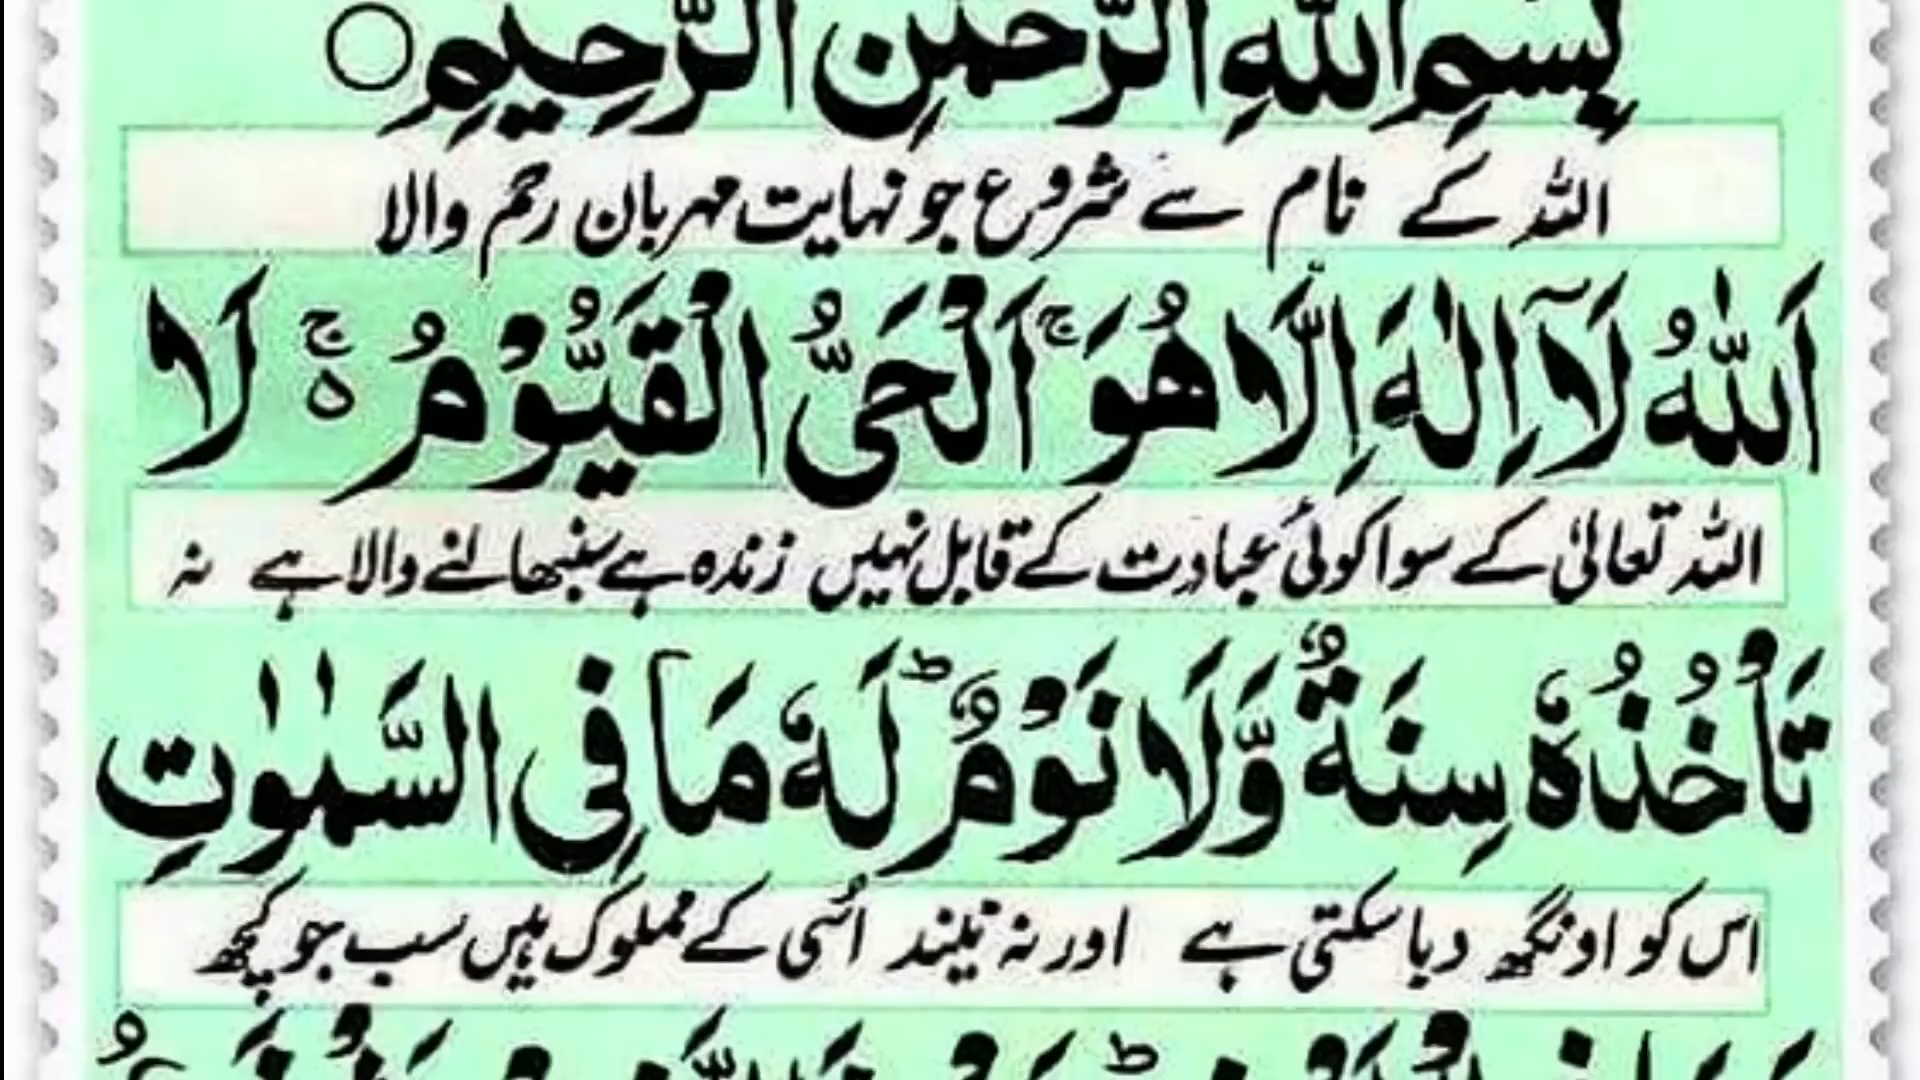 بِسْمِ اللّٰهِ الرَّحْمٰنِ الرَّحِيْمِ○
اللہ کے نام سے شروع جو نہایت مہربان رحم والا
اَللّٰهُ لَاۤ اِلٰهَ اِلَّا هُوَۚ اَلْحَیُّ الْقَیُّوْمُ ۚ۬ لَا
اللہ تعالیٰ کے سوا کوئی عبادت کے قابل نہیں زندہ ہے سنبھالنے والا ہے نہ
تَاْخُذُهٗ سِنَةٌ وَّلَا نَوْمٌؕ لَهٗ مَا فِی السَّمٰوٰتِ
اس کو اونگھ دبا سکتی ہے اور نہ نیند اسی کے مملوک ہیں سب جو کچھ